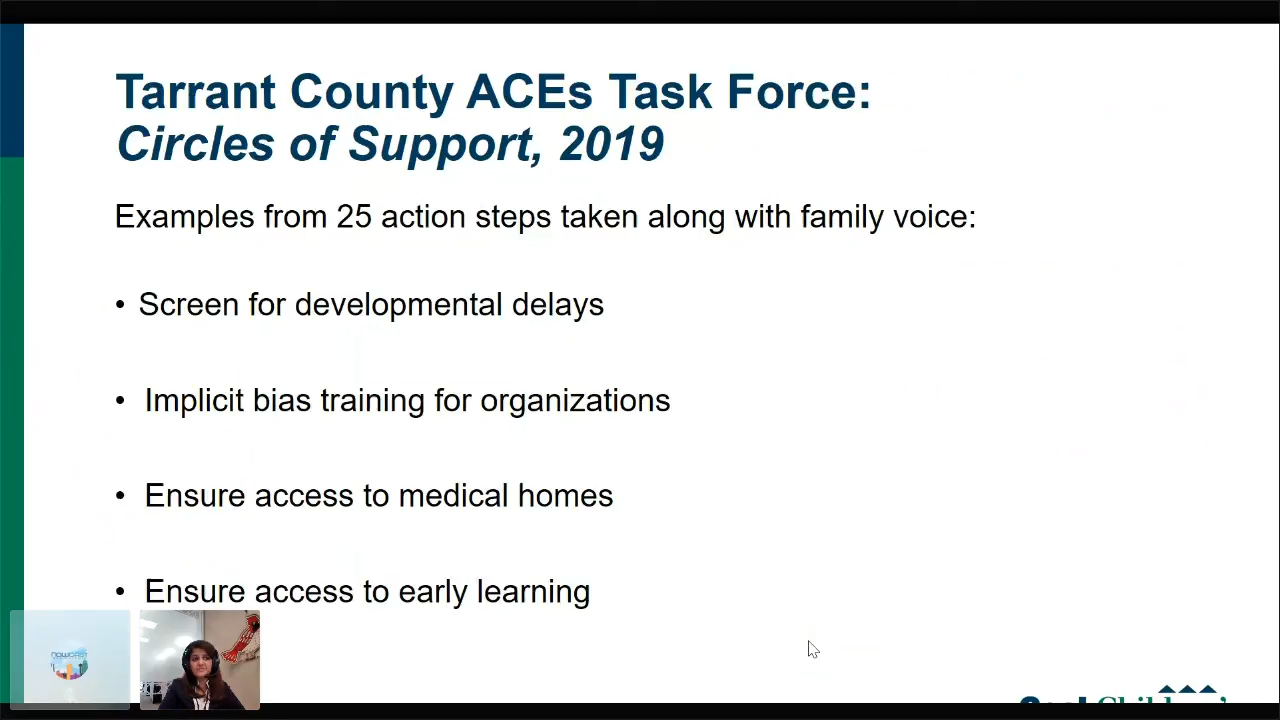 Tarrant County ACEs Task Force:
Circles of Support, 2019
Examples from 25 action steps taken along with family voice:
• Screen for developmental delays
• Implicit bias training for organizations
• Ensure access to medical homes
• Ensure access to early learning